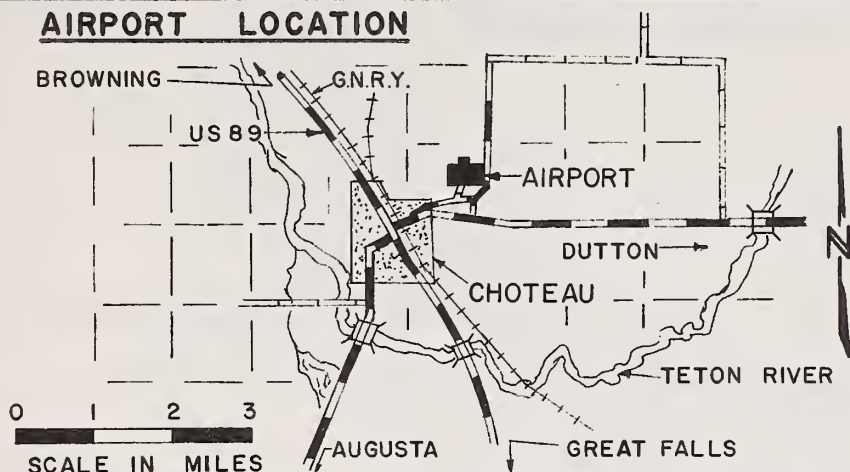 AIRPORT LOCATION
BROWNING
G.N.R.Y.
US 89
AIRPORT
DUTTON
N
CHOTEAU
TETON RIVER
0 1 2 3
SCALE IN MILES
AUGUSTA
GREAT FALLS